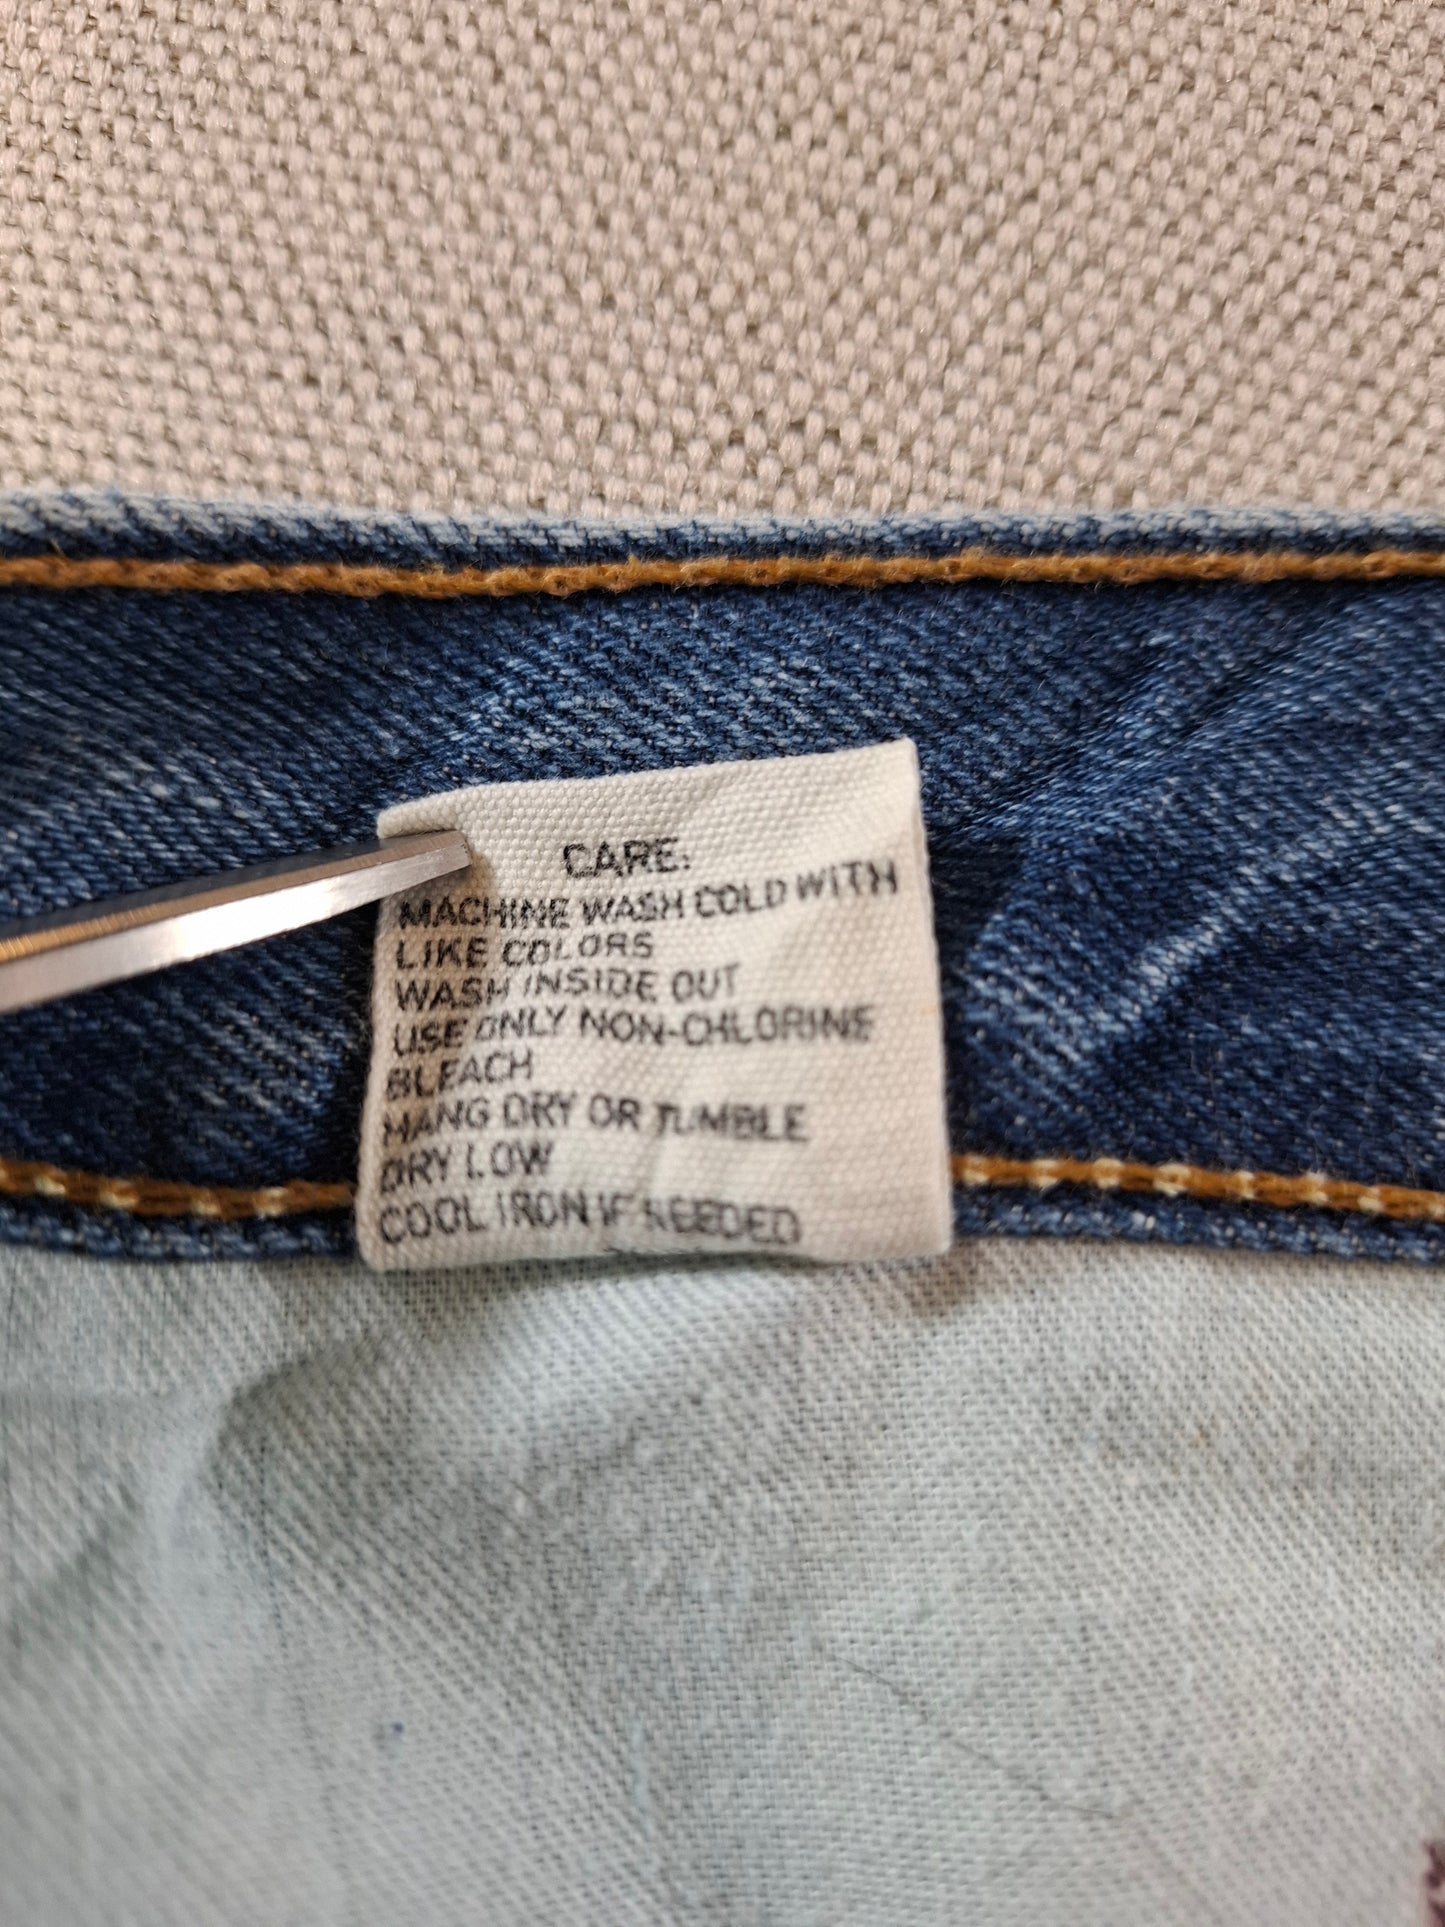 CARE:
MACHINE WASH COLD WITH
LIKE COLORS
WASH INSIDE OUT
USE ONLY NON-CHLORINE
BLEACH
HANG DRY OR TUMBLE
DRY LOW
COOL IRON IF NEEDED